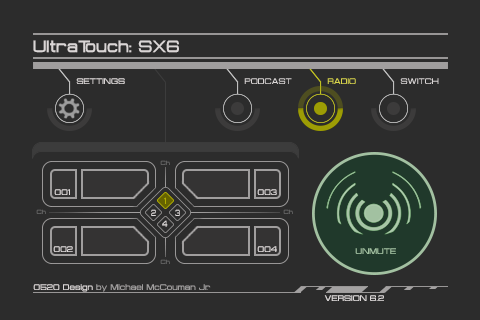 UltraTouch: SX6
SETTINGS
PODCAST
RADIO
SWITCH
Ch
001
003
1
Ch
2
3
Ch
4
002
004
UNMUTE
Ch
0620 Design by Michael McCouman Jr
VERSION 6.2